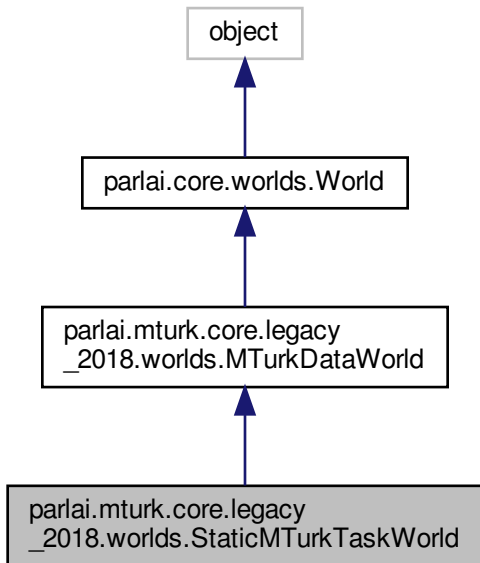 object
parlai.core.worlds.World
parlai.mturk.core.legacy
_2018.worlds.MTurkDataWorld
parlai.mturk.core.legacy
_2018.worlds.StaticMTurkTaskWorld